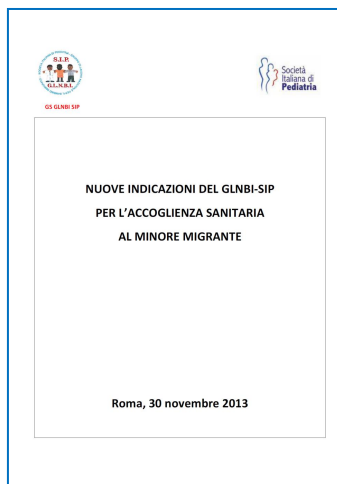 S.I.P.
G.L.N.B.I.
GS GLNBI SIP
Società
Italiana di
Pediatria
NUOVE INDICAZIONI DEL GLNBI-SIP
PER L'ACCOGLIENZA SANITARIA
AL MINORE MIGRANTE
Roma, 30 novembre 2013